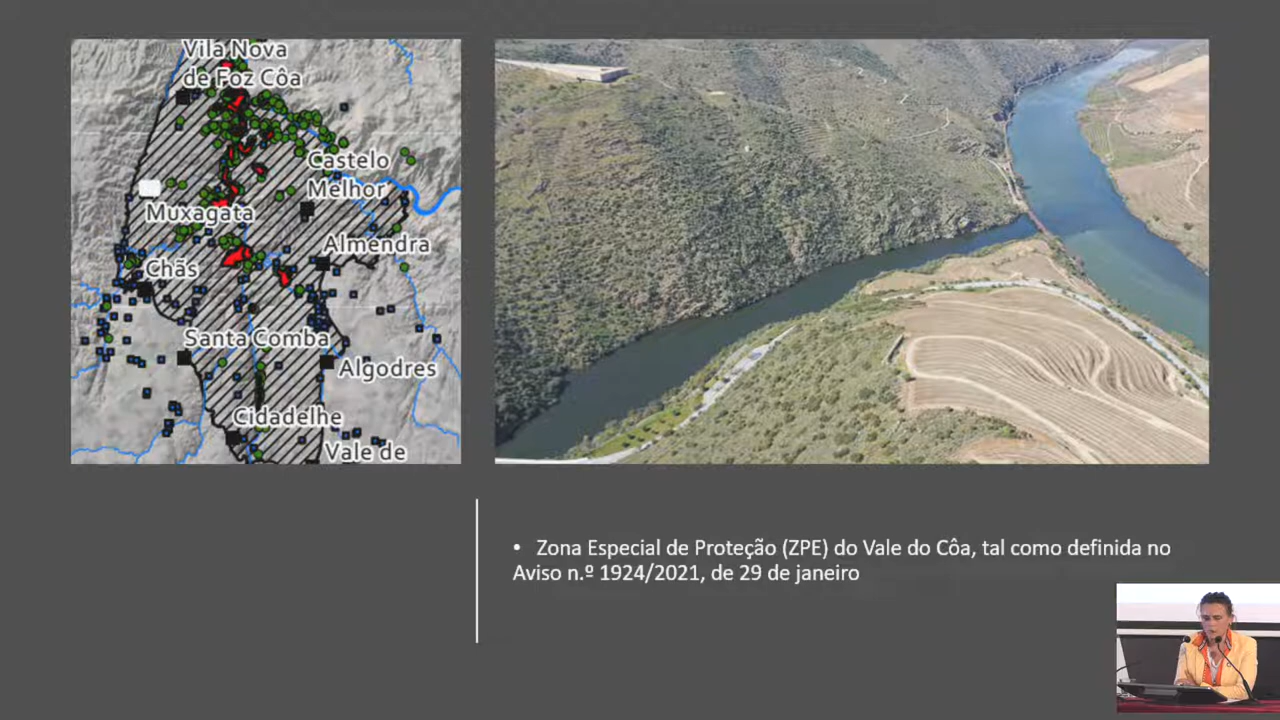 Vila Nova
de Foz Côa
Castelo
Melhor
Muxagata
Almendra
Chãs
Santa Comba
Algodres
Cidadelhe
Vale de
• Zona Especial de Proteção (ZPE) do Vale do Côa, tal como definida no
Aviso n.º 1924/2021, de 29 de janeiro